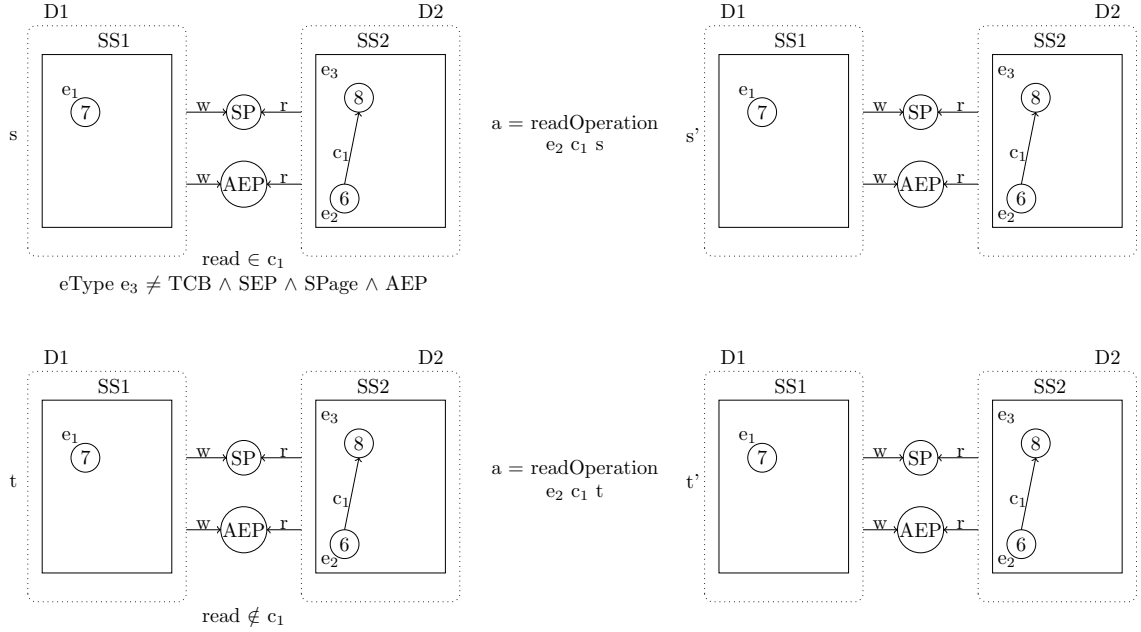 D1 D2 D1 D2
SS1 SS2 SS1 SS2
e₃ e₃
e₁ 8 e₁ 8
7 w SP r 7 w SP r
a = readOperation
s c₁ e₂ c₁ s s' c₁
w AEP r w AEP r
6 6
e₂ e₂
read ∈ c₁
eType e₃ ≠ TCB ∧ SEP ∧ SPage ∧ AEP
D1 D2 D1 D2
SS1 SS2 SS1 SS2
e₃ e₃
e₁ 8 e₁ 8
7 w SP r 7 w SP r
a = readOperation
t c₁ e₂ c₁ t t' c₁
w AEP r w AEP r
6 6
e₂ e₂
read ∉ c₁